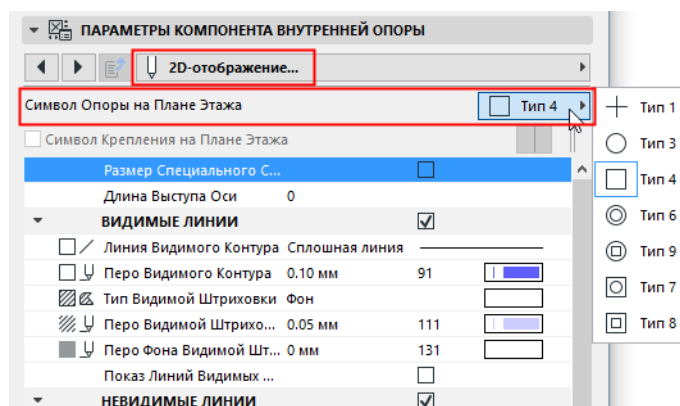 ПАРАМЕТРЫ КОМПОНЕНТА ВНУТРЕННЕЙ ОПОРЫ
2D-отображение...
Символ Опоры на Плане Этажа Тип 4
Символ Крепления на Плане Этажа
Размер Специального С...
Длина Выступа Оси 0
ВИДИМЫЕ ЛИНИИ
Линия Видимого Контура Сплошная линия
Перо Видимого Контура 0.10 мм 91
Тип Видимой Штриховки Фон
Перо Видимой Штрихо... 0.05 мм 111
Перо Фона Видимой Шт... 0 мм 131
Показ Линий Видимых ...
НЕВИДИМЫЕ ЛИНИИ
Тип 1
Тип 3
Тип 4
Тип 6
Тип 9
Тип 7
Тип 8